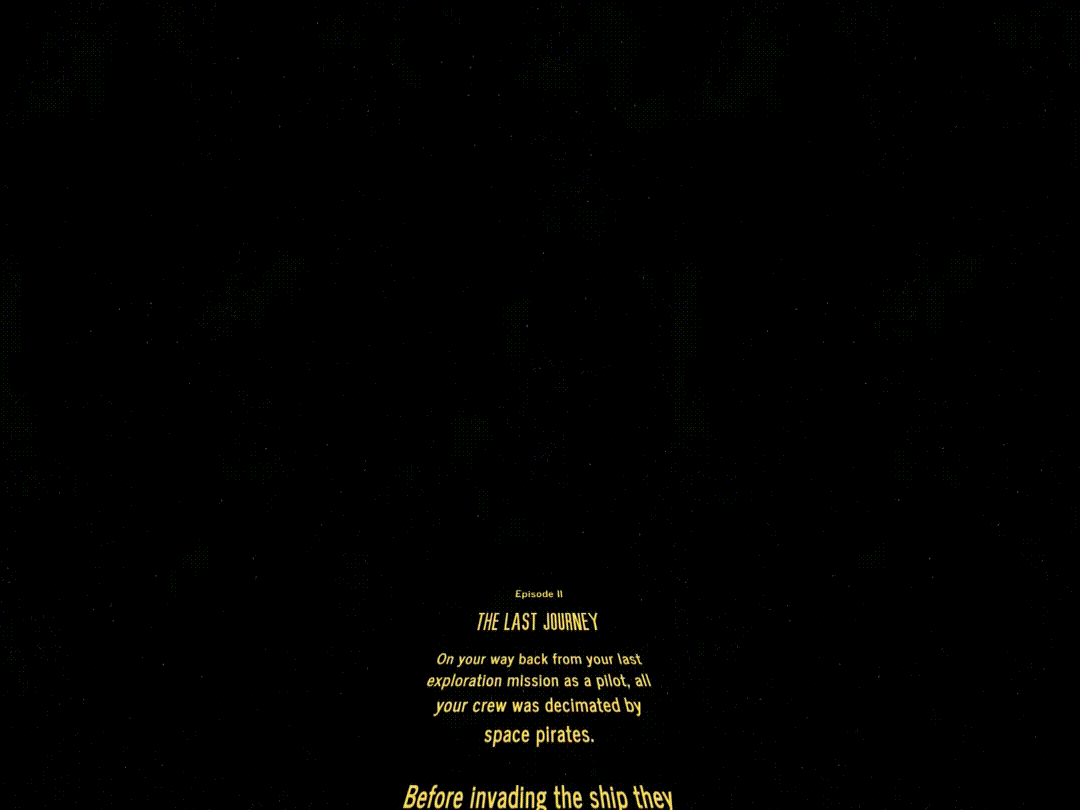 Episode II
THE LAST JOURNEY
On your way back from your last
exploration mission as a pilot, all
your crew was decimated by
space pirates.
Before invading the ship they